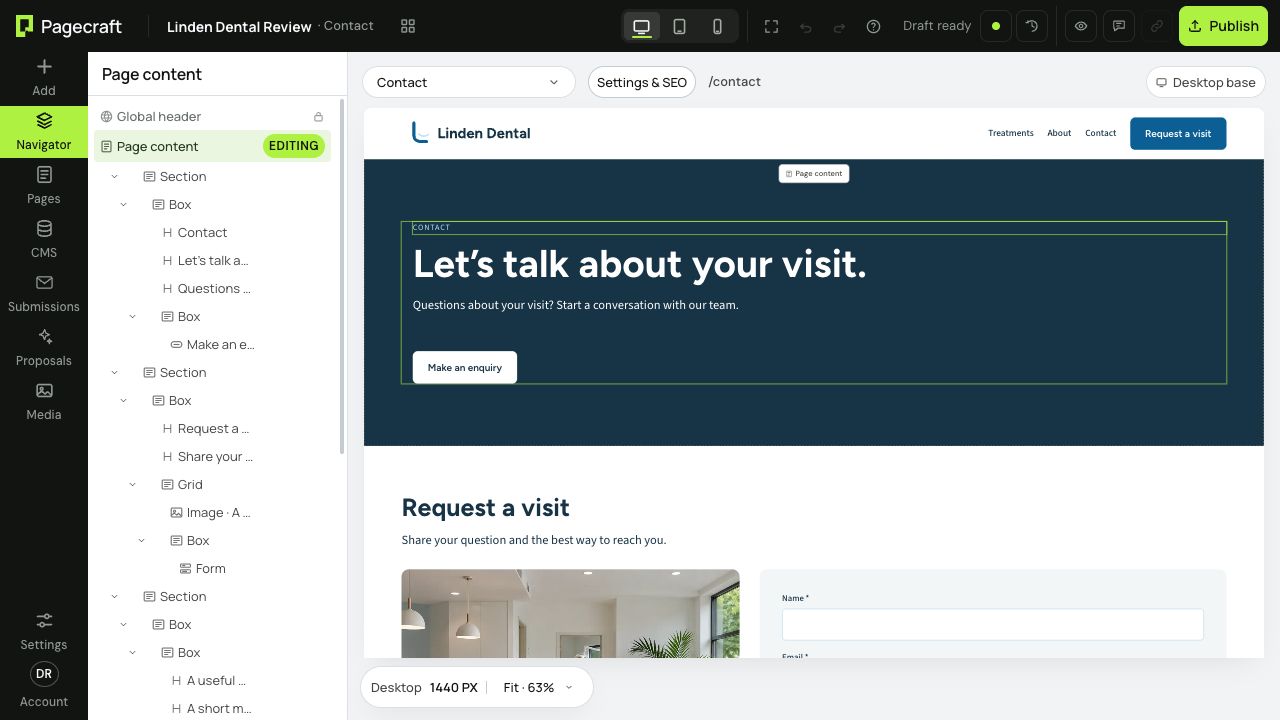 Pagecraft
Linden Dental Review · Contact
Draft ready
Publish
Add
Navigator
Pages
CMS
Submissions
Proposals
Media
Settings
DR
Account
Page content
Global header
Page content EDITING
Section
Box
Contact
Let's talk a...
Questions ...
Box
Make an e...
Section
Box
Request a ...
Share your ...
Grid
Image · A ...
Box
Form
Section
Box
Box
A useful ...
A short m...
Contact
Settings & SEO
/contact
Desktop base
Linden Dental
Treatments About Contact Request a visit
Page content
CONTACT
Let’s talk about your visit.
Questions about your visit? Start a conversation with our team.
Make an enquiry
Request a visit
Share your question and the best way to reach you.
Name *
Email *
Desktop 1440 PX Fit · 63%